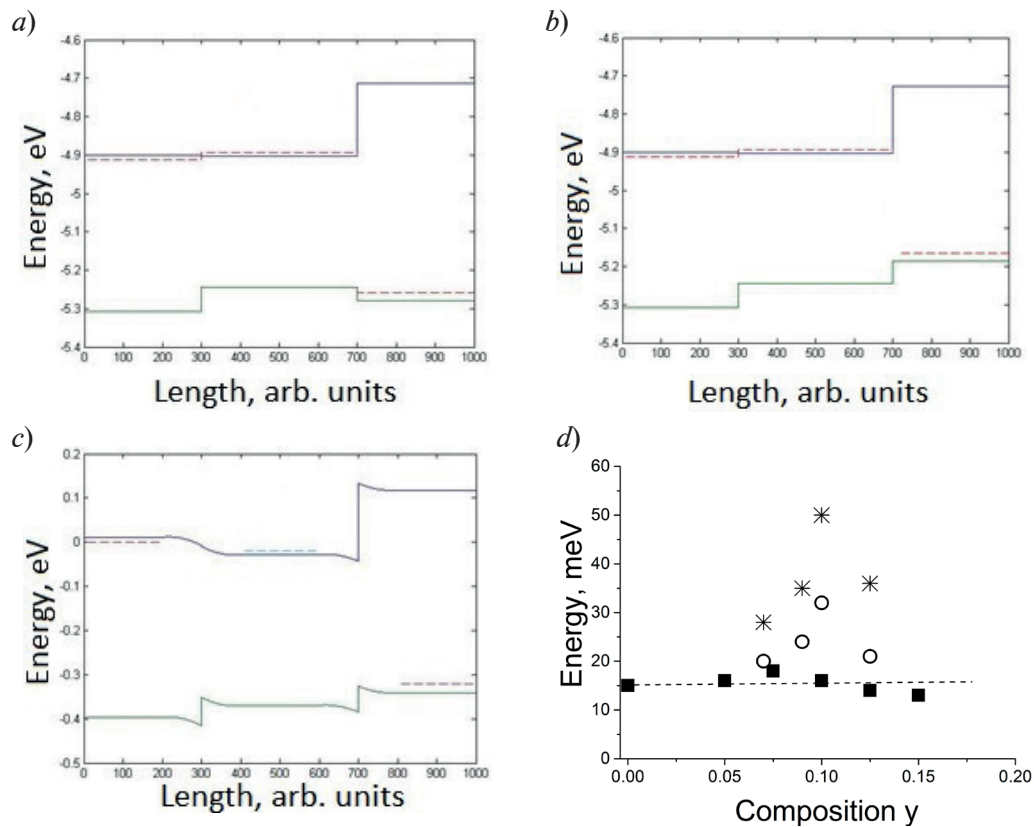 a)
-4.6
-4.7
-4.8
-4.9
-5
-5.1
-5.2
-5.3
-5.4
0 100 200 300 400 500 600 700 800 900 1000
Energy, eV
Length, arb. units
b)
-4.6
-4.7
-4.8
-4.9
-5
-5.1
-5.2
-5.3
-5.4
0 100 200 300 400 500 600 700 800 900 1000
Energy, eV
Length, arb. units
c)
0.2
0.1
0
-0.1
-0.2
-0.3
-0.4
-0.5
0 100 200 300 400 500 600 700 800 900 1000
Energy, eV
Length, arb. units
d)
60
50
40
30
20
10
0
0.00 0.05 0.10 0.15 0.20
Energy, meV
Composition y